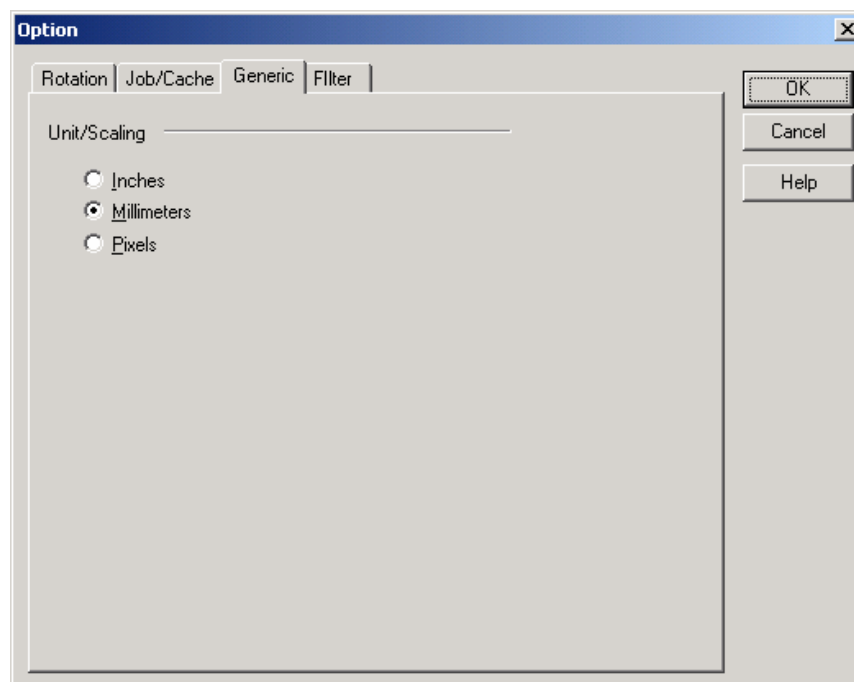 Option
Rotation Job/Cache Generic FIlter
OK
Unit/Scaling
Cancel
Inches
Help
Millimeters
Pixels